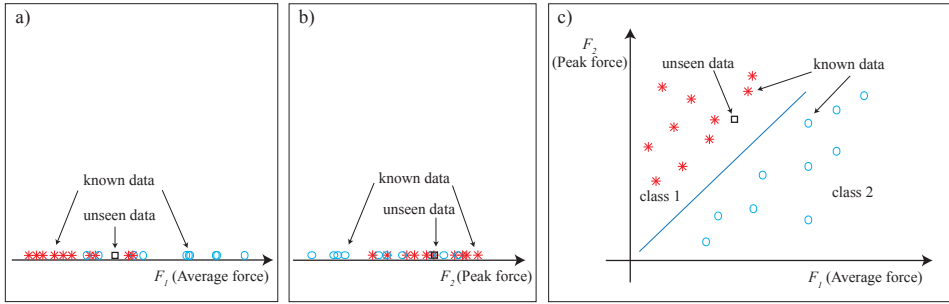 a)
known data
unseen data
F1 (Average force)
b)
known data
unseen data
F2 (Peak force)
c)
F2
(Peak force)
unseen data
known data
class 1
class 2
F1 (Average force)